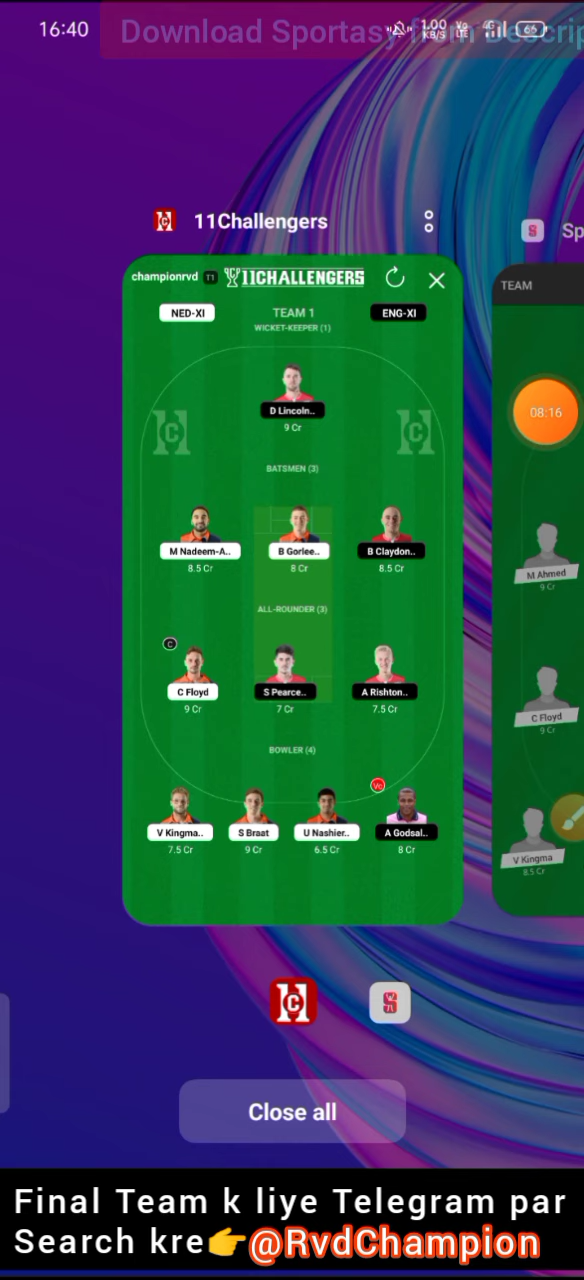 16:40
Download Sportasy from Descrip
1.00 KB/S
Vo LTE
4G
66
11Challengers
Sp
championrvd T1 11CHALLENGERS
TEAM
NED-XI TEAM 1 ENG-XI
WICKET-KEEPER (1)
D Lincoln..
9 Cr
08:16
BATSMEN (3)
M Nadeem-A.. B Gorlee.. B Claydon..
8.5 Cr 8 Cr 8.5 Cr
M Ahmed
9 Cr
ALL-ROUNDER (3)
C
C Floyd S Pearce.. A Rishton..
9 Cr 7 Cr 7.5 Cr
C Floyd
9 Cr
BOWLER (4)
Vc
V Kingma.. S Braat U Nashier.. A Godsal..
7.5 Cr 9 Cr 6.5 Cr 8 Cr
V Kingma
8.5 Cr
Close all
Final Team k liye Telegram par
Search kre👉@RvdChampion